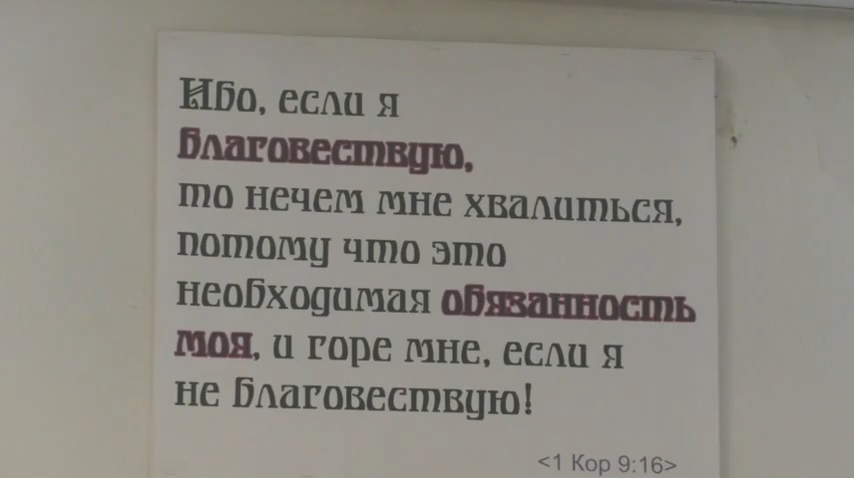 Ибо, если я
благовествую,
то нечем мне хвалиться,
потому что это
необходимая обязанность
моя, и горе мне, если я
не благовествую!
<1 Кор 9:16>